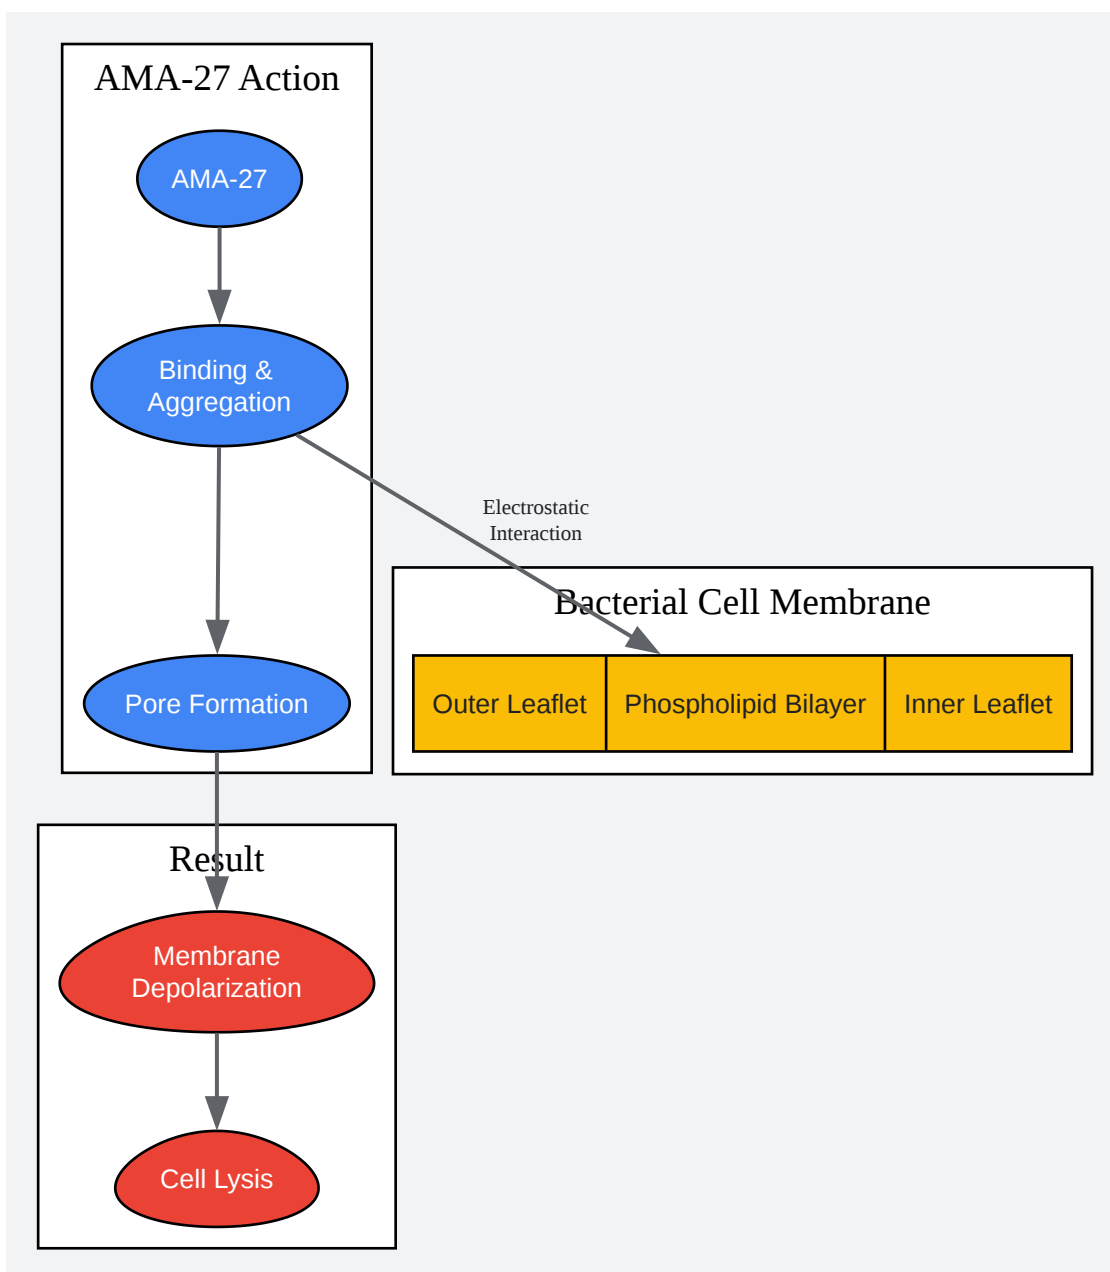 AMA-27 Action
AMA-27
Binding &
Aggregation
Electrostatic
Interaction
Bacterial Cell Membrane
Outer Leaflet
Phospholipid Bilayer
Inner Leaflet
Pore Formation
Result
Membrane
Depolarization
Cell Lysis